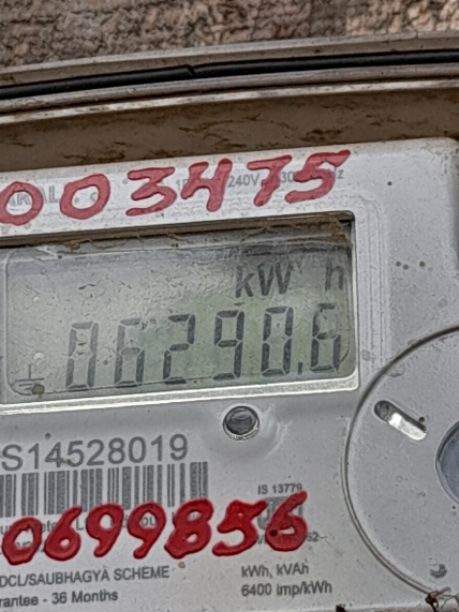 003475
240V
kW h
06290.6
S14528019
IS 13779
0699856
DCL/SAUBHAGYA SCHEME
kWh, kVAh
rantee - 36 Months
6400 imp/kWh